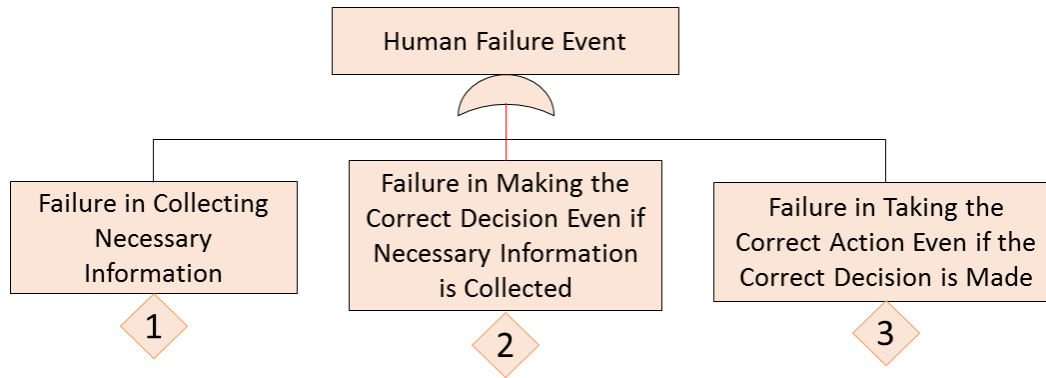 Human Failure Event
Failure in Collecting
Necessary
Information
1
Failure in Making the
Correct Decision Even if
Necessary Information
is Collected
2
Failure in Taking the
Correct Action Even if the
Correct Decision is Made
3